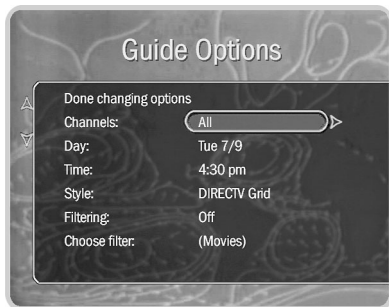 Guide Options
Done changing options
Channels: All
Day: Tue 7/9
Time: 4:30 pm
Style: DIRECTV Grid
Filtering: Off
Choose filter: (Movies)